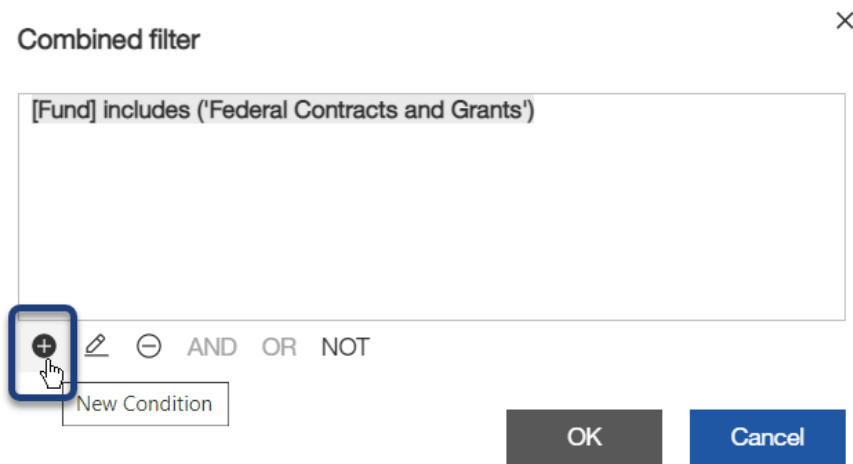 Combined filter
[Fund] includes ('Federal Contracts and Grants')
AND OR NOT
New Condition
OK Cancel